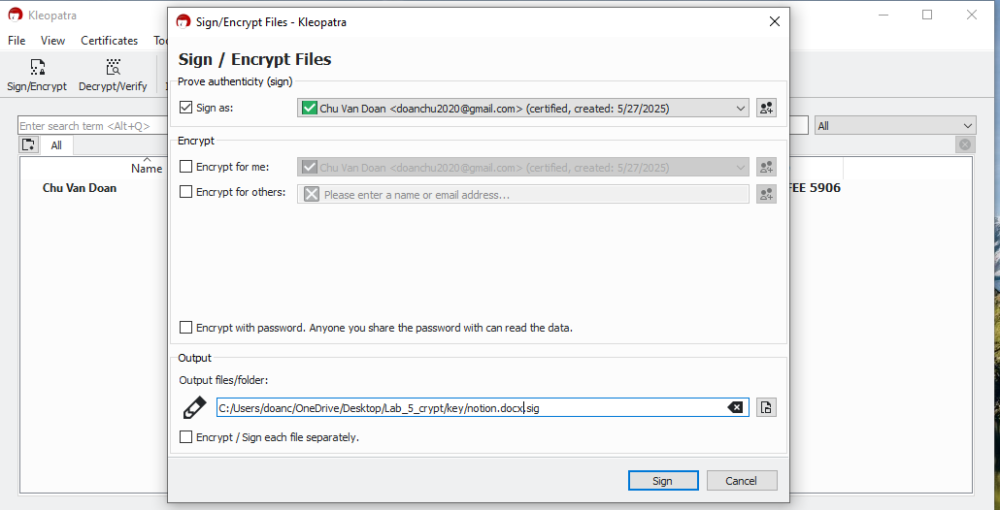 Kleopatra
Sign/Encrypt Files - Kleopatra
File View Certificates
Sign / Encrypt Files
Sign/Encrypt Decrypt/Verify
Prove authenticity (sign)
Sign as: Chu Van Doan <doanchu2020@gmail.com> (certified, created: 5/27/2025)
Enter search term <Alt+Q>
All
All
Encrypt
Name
Encrypt for me: Chu Van Doan <doanchu2020@gmail.com> (certified, created: 5/27/2025)
Chu Van Doan
Encrypt for others: Please enter a name or email address...
FEE 5906
Encrypt with password. Anyone you share the password with can read the data.
Output
Output files/folder:
C:/Users/doanc/OneDrive/Desktop/Lab_5_crypt/key/notion.docx.sig
Encrypt / Sign each file separately.
Sign
Cancel